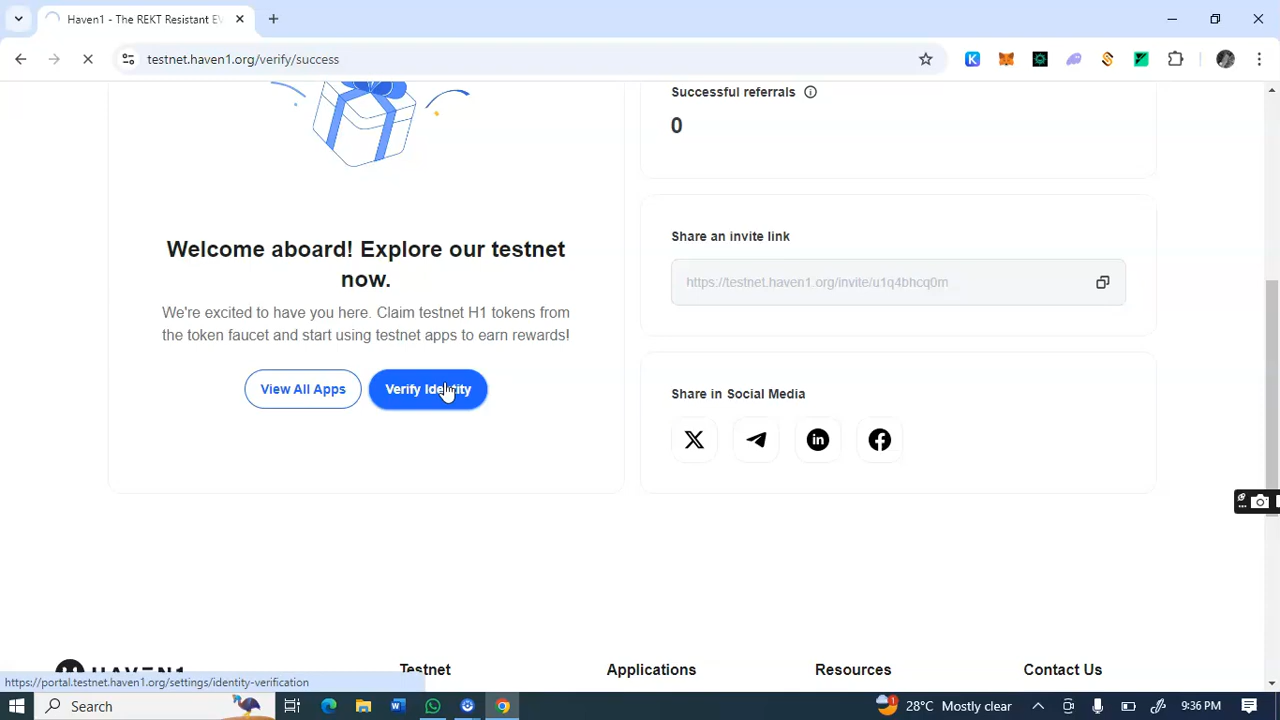 Haven1 - The REKT Resistant EV
testnet.haven1.org/verify/success
Successful referrals
0
Share an invite link
https://testnet.haven1.org/invite/u1q4bhcq0m
Welcome aboard! Explore our testnet
now.
We're excited to have you here. Claim testnet H1 tokens from
the token faucet and start using testnet apps to earn rewards!
View All Apps
Verify Identity
Share in Social Media
HAVEN1
Testnet
Applications
Resources
Contact Us
https://portal.testnet.haven1.org/settings/identity-verification
Search
28°C Mostly clear
9:36 PM